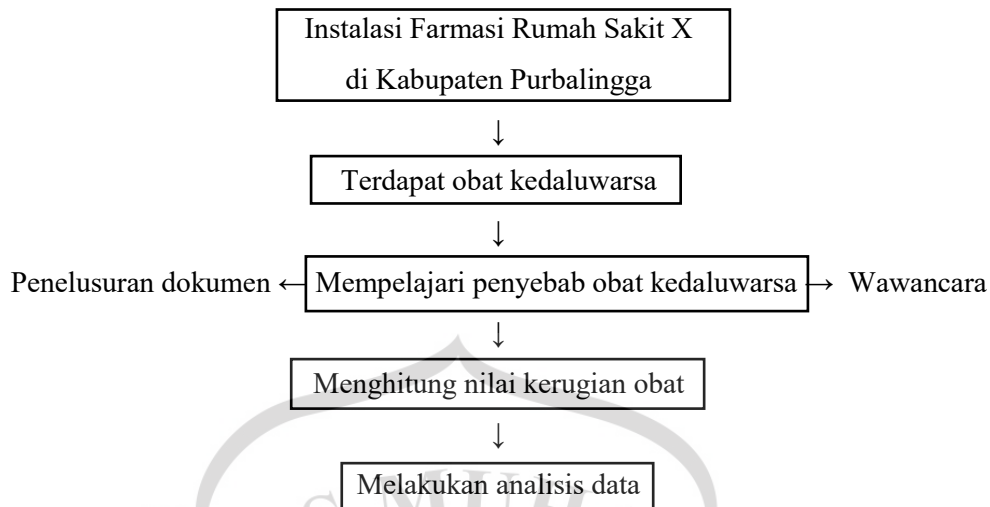 Instalasi Farmasi Rumah Sakit X
di Kabupaten Purbalingga
↓
Terdapat obat kedaluwarsa
↓
Penelusuran dokumen ← Mempelajari penyebab obat kedaluwarsa → Wawancara
↓
Menghitung nilai kerugian obat
↓
Melakukan analisis data